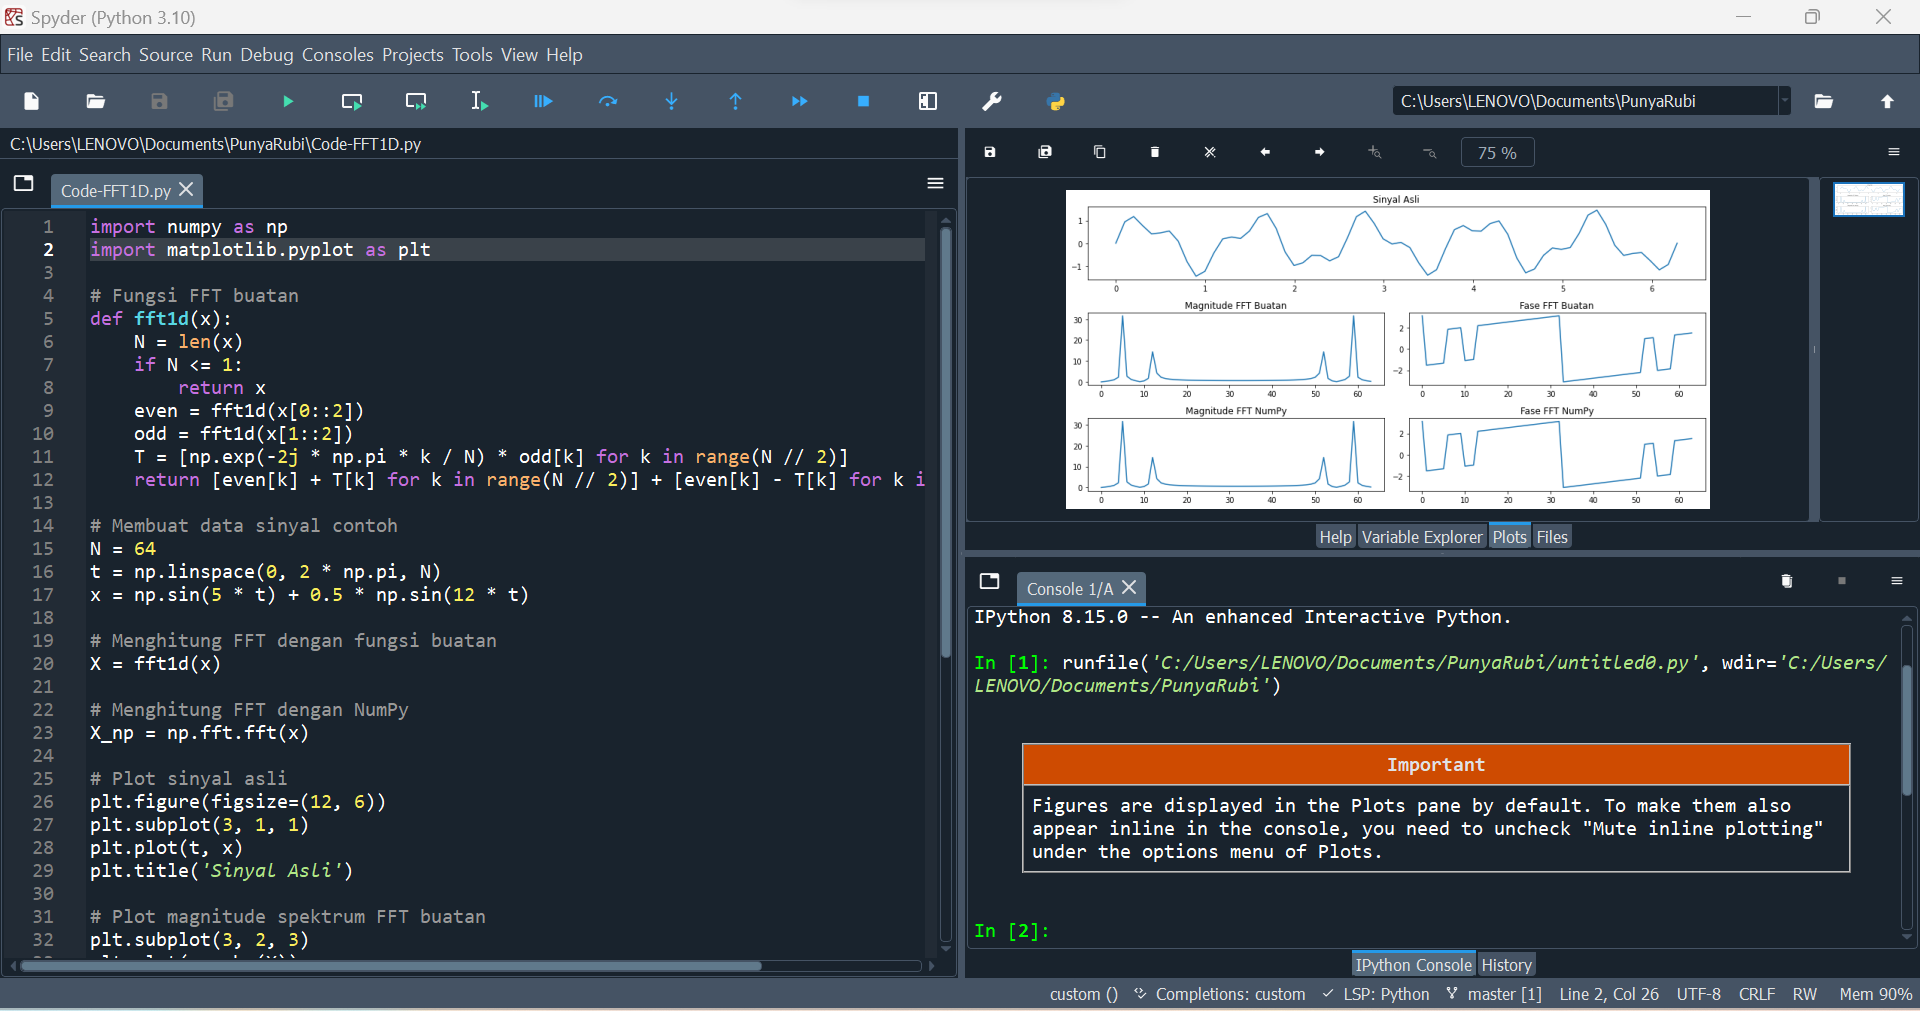 Spyder (Python 3.10)
File Edit Search Source Run Debug Consoles Projects Tools View Help
C:\Users\LENOVO\Documents\PunyaRubi
C:\Users\LENOVO\Documents\PunyaRubi\Code-FFT1D.py
Code-FFT1D.py
1 import numpy as np
2 import matplotlib.pyplot as plt
3
4 # Fungsi FFT buatan
5 def fft1d(x):
6     N = len(x)
7     if N <= 1:
8         return x
9     even = fft1d(x[0::2])
10     odd = fft1d(x[1::2])
11     T = [np.exp(-2j * np.pi * k / N) * odd[k] for k in range(N // 2)]
12     return [even[k] + T[k] for k in range(N // 2)] + [even[k] - T[k] for k i
13
14 # Membuat data sinyal contoh
15 N = 64
16 t = np.linspace(0, 2 * np.pi, N)
17 x = np.sin(5 * t) + 0.5 * np.sin(12 * t)
18
19 # Menghitung FFT dengan fungsi buatan
20 X = fft1d(x)
21
22 # Menghitung FFT dengan NumPy
23 X_np = np.fft.fft(x)
24
25 # Plot sinyal asli
26 plt.figure(figsize=(12, 6))
27 plt.subplot(3, 1, 1)
28 plt.plot(t, x)
29 plt.title('Sinyal Asli')
30
31 # Plot magnitude spektrum FFT buatan
32 plt.subplot(3, 2, 3)
75 %
Sinyal Asli
1
0
−1
0 1 2 3 4 5 6
Magnitude FFT Buatan
30
20
10
0
0 10 20 30 40 50 60
Fase FFT Buatan
2
0
−2
0 10 20 30 40 50 60
Magnitude FFT NumPy
30
20
10
0
0 10 20 30 40 50 60
Fase FFT NumPy
2
0
−2
0 10 20 30 40 50 60
Help Variable Explorer Plots Files
Console 1/A
IPython 8.15.0 -- An enhanced Interactive Python.
In [1]: runfile('C:/Users/LENOVO/Documents/PunyaRubi/untitled0.py', wdir='C:/Users/
LENOVO/Documents/PunyaRubi')
Important
Figures are displayed in the Plots pane by default. To make them also
appear inline in the console, you need to uncheck "Mute inline plotting"
under the options menu of Plots.
In [2]:
IPython Console History
custom () Completions: custom LSP: Python master [1] Line 2, Col 26 UTF-8 CRLF RW Mem 90%